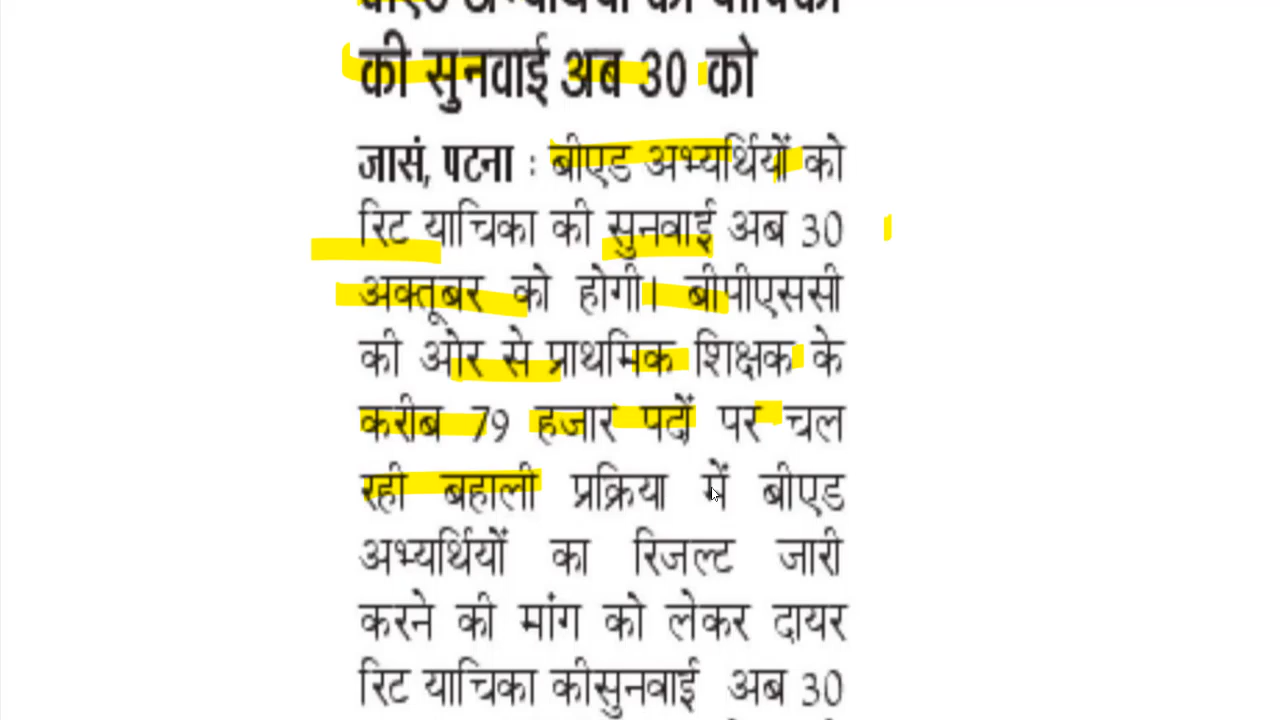 की सुनवाई अब 30 को
जासं, पटना : बीएड अभ्यर्थियों को
रिट याचिका की सुनवाई अब 30
अक्तूबर को होगी। बीपीएससी
की ओर से प्राथमिक शिक्षक के
करीब 79 हजार पदों पर चल
रही बहाली प्रक्रिया में बीएड
अभ्यर्थियों का रिजल्ट जारी
करने की मांग को लेकर दायर
रिट याचिका कीसुनवाई अब 30